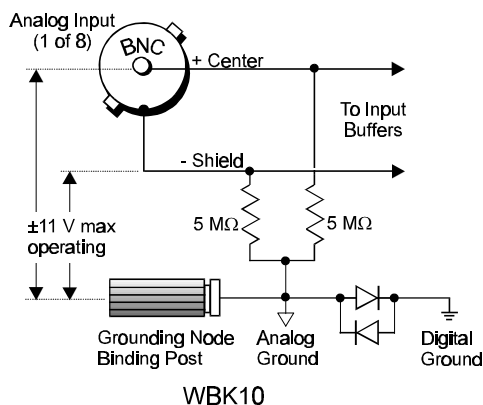 Analog Input
(1 of 8)
BNC
+ Center
To Input
Buffers
- Shield
±11 V max
operating
5 MΩ
5 MΩ
Grounding Node
Binding Post
Analog
Ground
Digital
Ground
WBK10